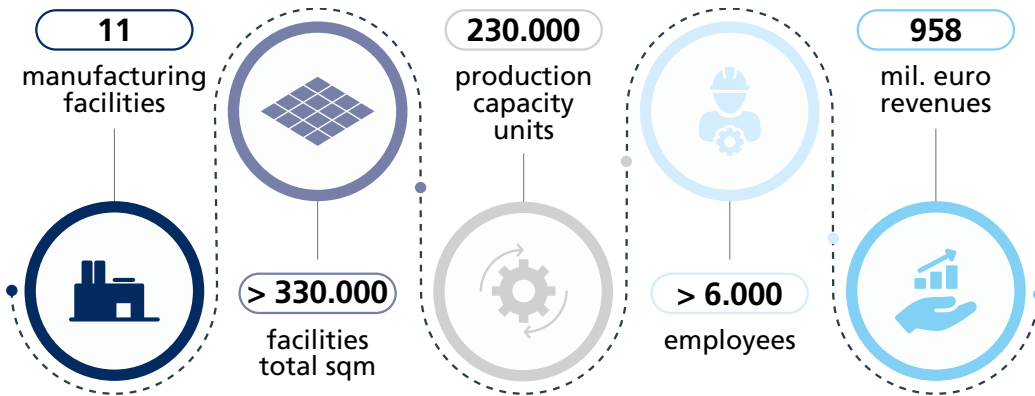 11
manufacturing
facilities
> 330.000
facilities
total sqm
230.000
production
capacity
units
> 6.000
employees
958
mil. euro
revenues